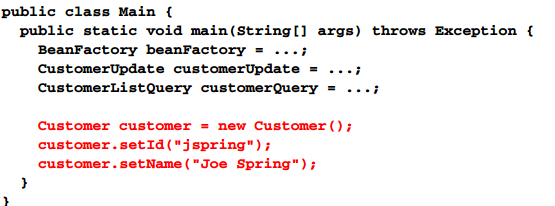 public class Main {
public static void main(String[] args) throws Exception {
BeanFactory beanFactory = ...;
CustomerUpdate customerUpdate = ...;
CustomerListQuery customerQuery = ...;
Customer customer = new Customer();
customer.setId("jspring");
customer.setName("Joe Spring");
}
}